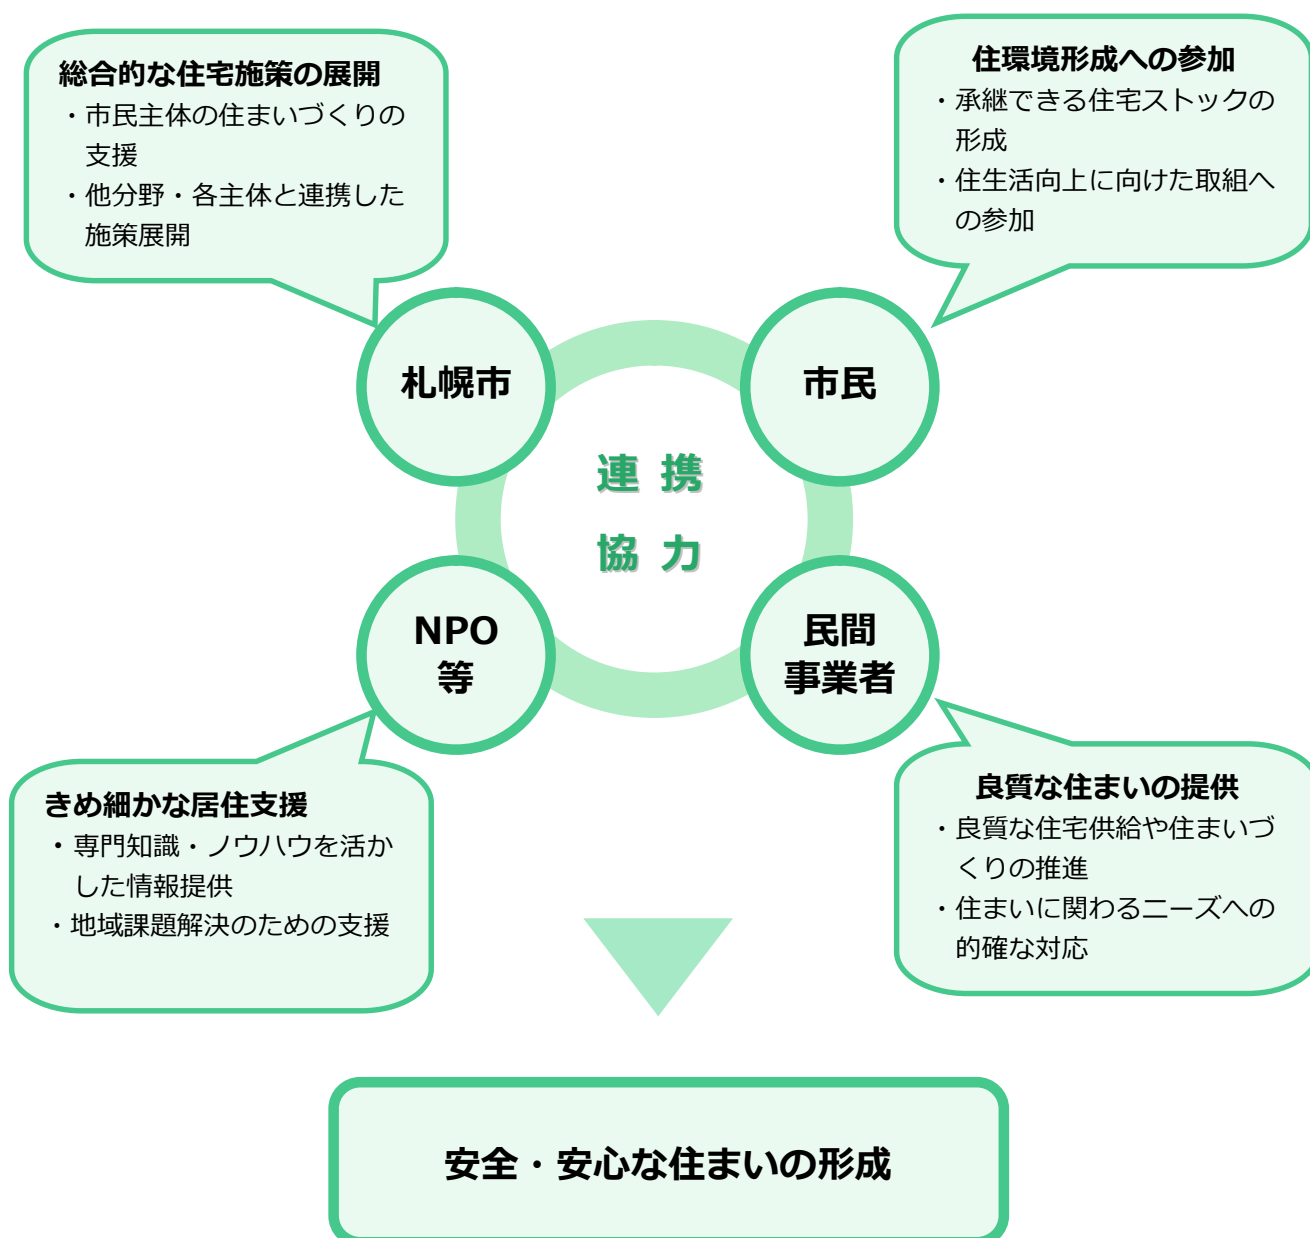 総合的な住宅施策の展開
・市民主体の住まいづくりの
支援
・他分野・各主体と連携した
施策展開
住環境形成への参加
・承継できる住宅ストックの
形成
・住生活向上に向けた取組へ
の参加
札幌市
市民
連 携
協 力
NPO
等
民間
事業者
きめ細かな居住支援
・専門知識・ノウハウを活か
した情報提供
・地域課題解決のための支援
良質な住まいの提供
・良質な住宅供給や住まいづ
くりの推進
・住まいに関わるニーズへの
的確な対応
安全・安心な住まいの形成